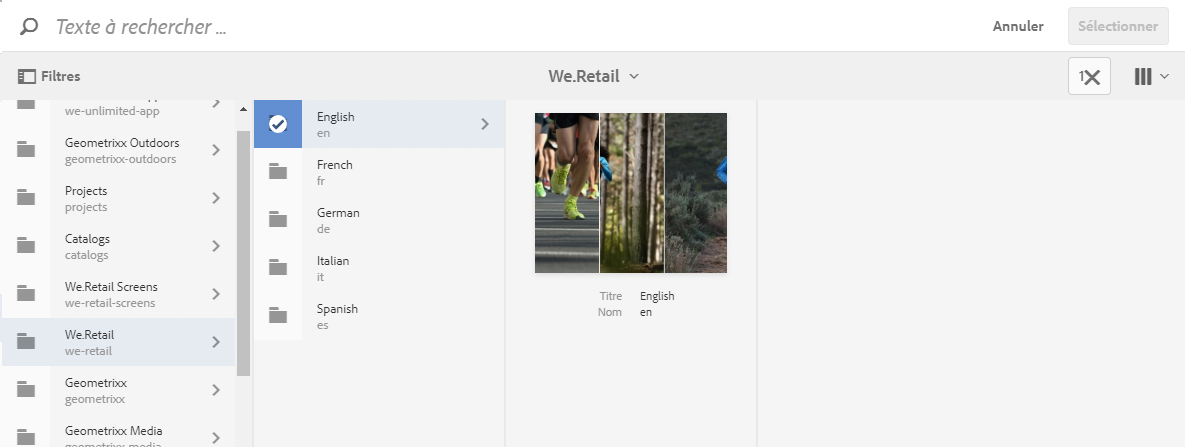 Texte à rechercher ...
Annuler
Sélectionner
Filtres
We.Retail
1
we-unlimited-app
Geometrixx Outdoors
geometrixx-outdoors
Projects
projects
Catalogs
catalogs
We.Retail Screens
we-retail-screens
We.Retail
we-retail
Geometrixx
geometrixx
Geometrixx Media
geometrixx-media
English
en
French
fr
German
de
Italian
it
Spanish
es
Titre English
Nom en